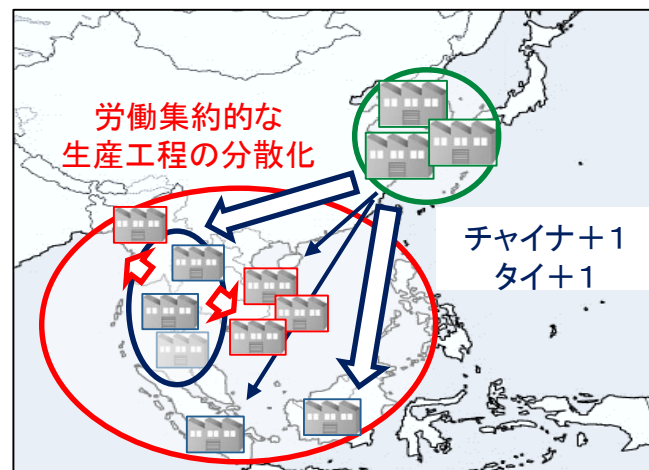 労働集約的な
生産工程の分散化
チャイナ＋１
タイ＋１